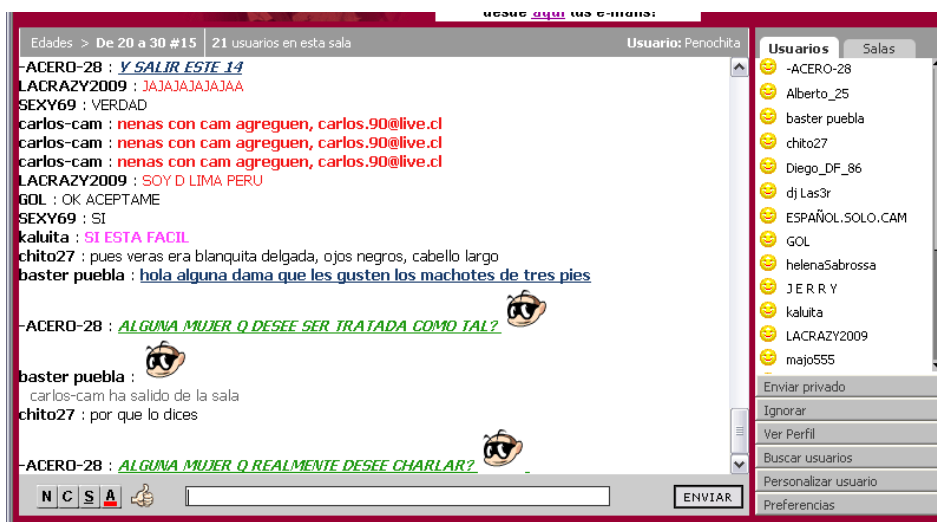 desde aquí tus e-mails!
Edades > De 20 a 30 #15 21 usuarios en esta sala Usuario: Penochita
-ACERO-28 : Y SALIR ESTE 14
LACRAZY2009 : JAJAJAJAJAJAA
SEXY69 : VERDAD
carlos-cam : nenas con cam agreguen, carlos.90@live.cl
carlos-cam : nenas con cam agreguen, carlos.90@live.cl
carlos-cam : nenas con cam agreguen, carlos.90@live.cl
LACRAZY2009 : SOY D LIMA PERU
GOL : OK ACEPTAME
SEXY69 : SI
kaluita : SI ESTA FACIL
chito27 : pues veras era blanquita delgada, ojos negros, cabello largo
baster puebla : hola alguna dama que les gusten los machotes de tres pies
-ACERO-28 : ALGUNA MUJER Q DESEE SER TRATADA COMO TAL?
baster puebla :
carlos-cam ha salido de la sala
chito27 : por que lo dices
-ACERO-28 : ALGUNA MUJER Q REALMENTE DESEE CHARLAR?
N C S A
ENVIAR
Usuarios Salas
-ACERO-28
Alberto_25
baster puebla
chito27
Diego_DF_86
dj Las3r
ESPAÑOL.SOLO.CAM
GOL
helenaSabrossa
J E R R Y
kaluita
LACRAZY2009
majo555
Enviar privado
Ignorar
Ver Perfil
Buscar usuarios
Personalizar usuario
Preferencias